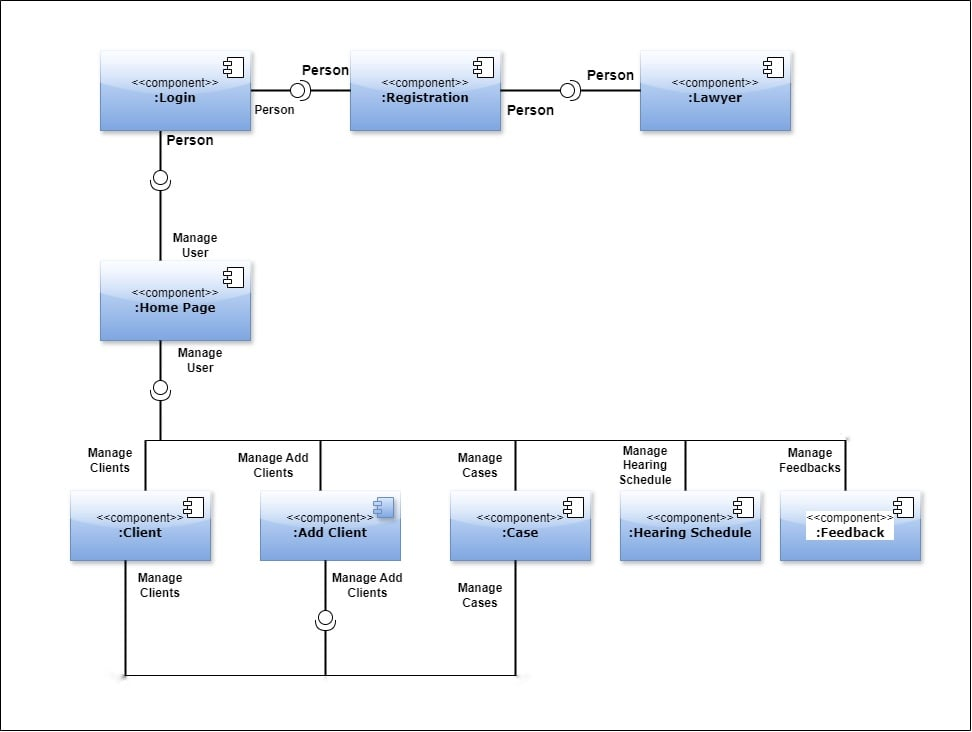 <<component>>
:Login
Person
Person
<<component>>
:Registration
Person
Person
<<component>>
:Lawyer
Person
Manage
User
<<component>>
:Home Page
Manage
User
Manage
Clients
Manage Add
Clients
Manage
Cases
Manage
Hearing
Schedule
Manage
Feedbacks
<<component>>
:Client
<<component>>
:Add Client
<<component>>
:Case
<<component>>
:Hearing Schedule
<<component>>
:Feedback
Manage
Clients
Manage Add
Clients
Manage
Cases